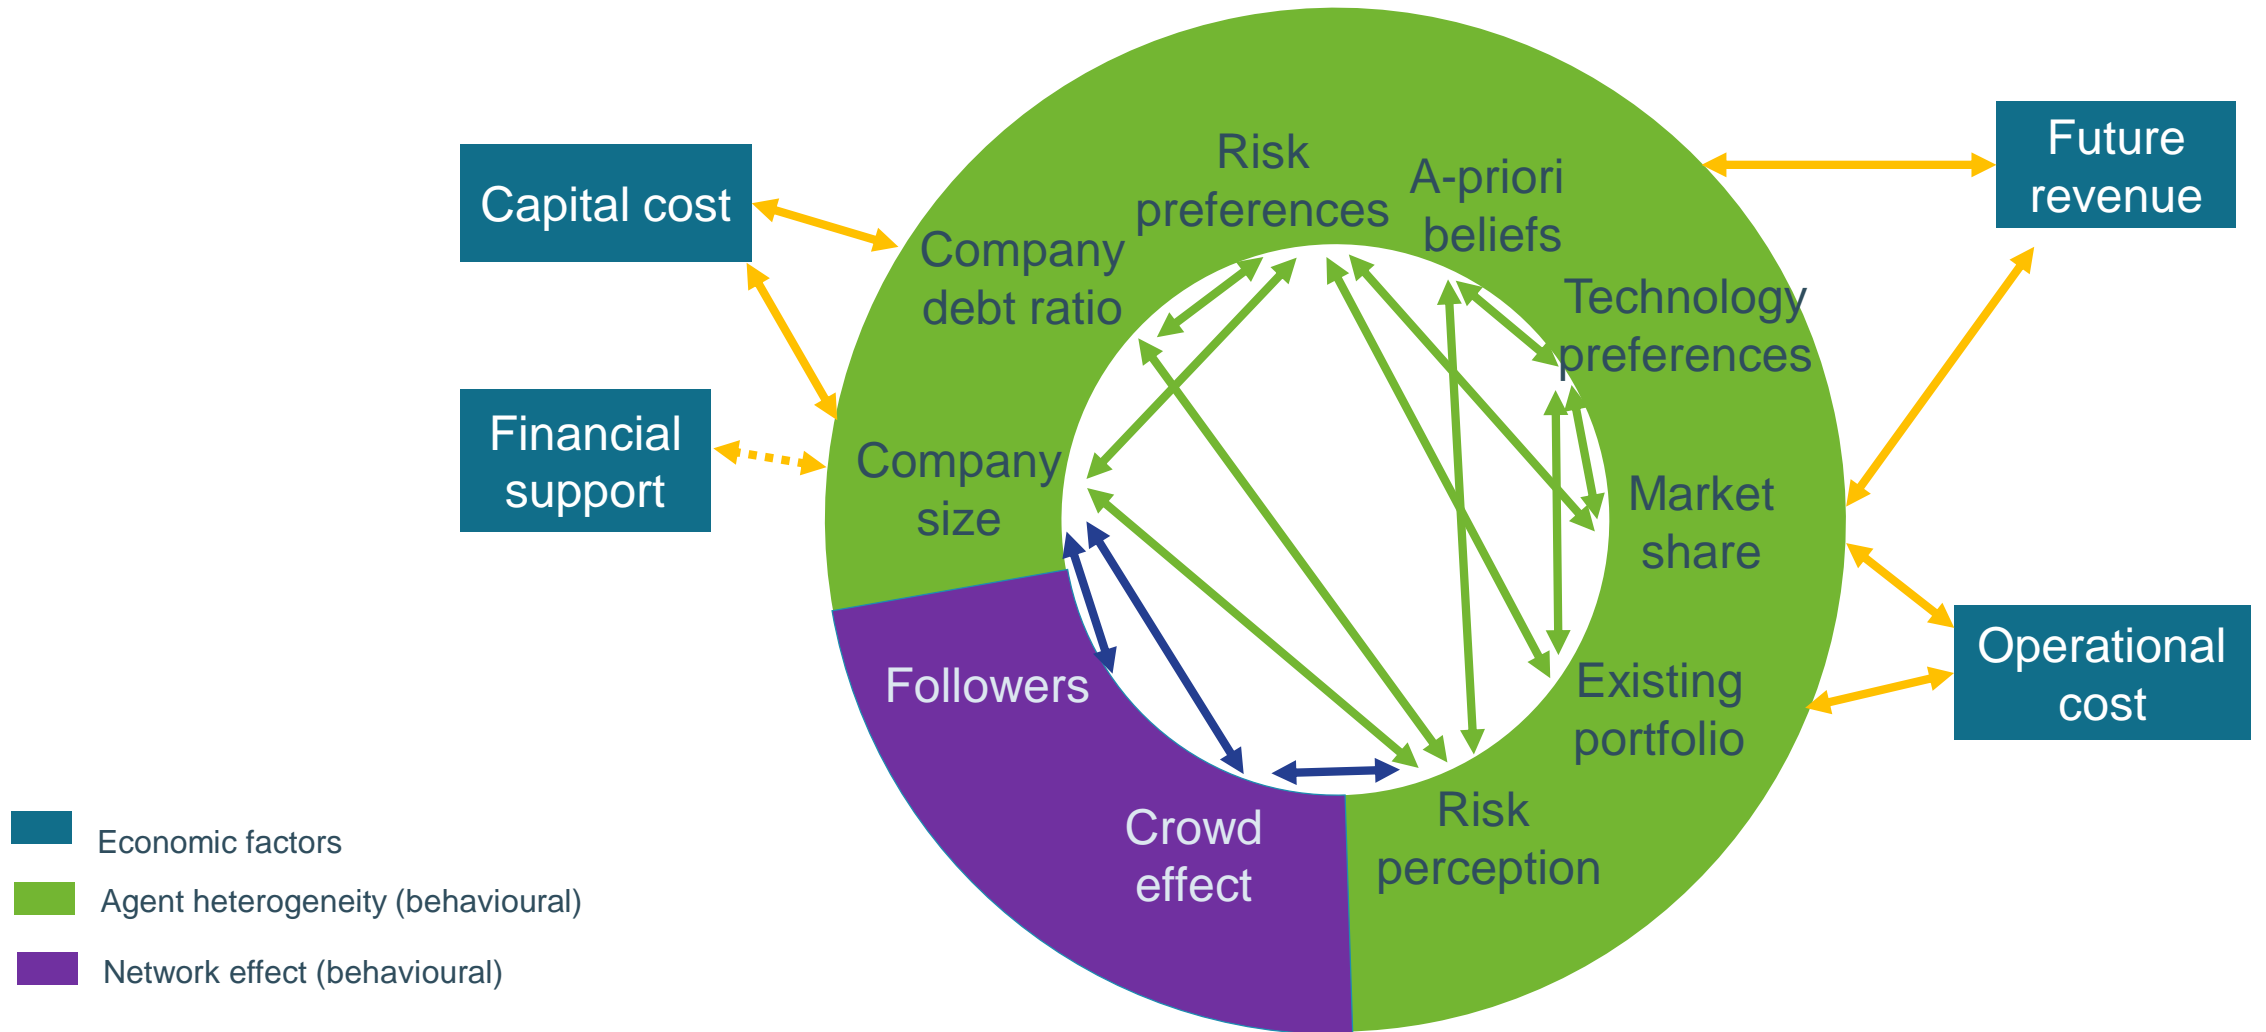 Capital cost
Financial
support
Risk
preferences
A-priori
beliefs
Company
debt ratio
Technology
preferences
Company
size
Market
share
Followers
Existing
portfolio
Crowd
effect
Risk
perception
Future
revenue
Operational
cost
Economic factors
Agent heterogeneity (behavioural)
Network effect (behavioural)